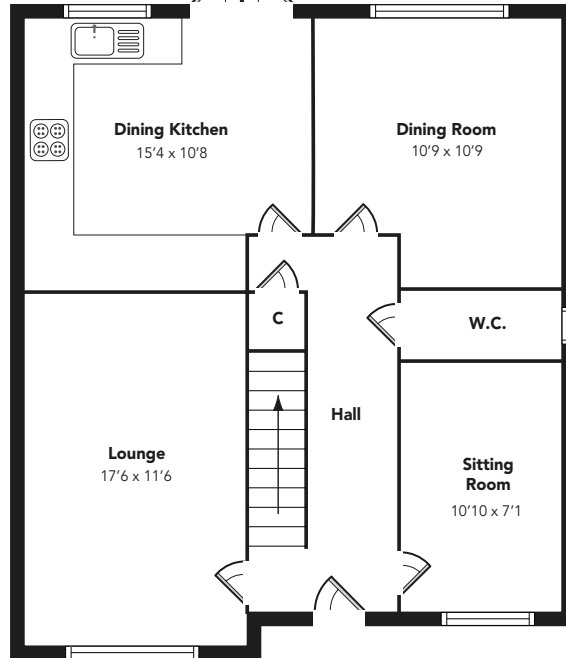 Dining Kitchen
15'4 x 10'8
Dining Room
10'9 x 10'9
C
W.C.
Hall
Lounge
17'6 x 11'6
Sitting
Room
10'10 x 7'1